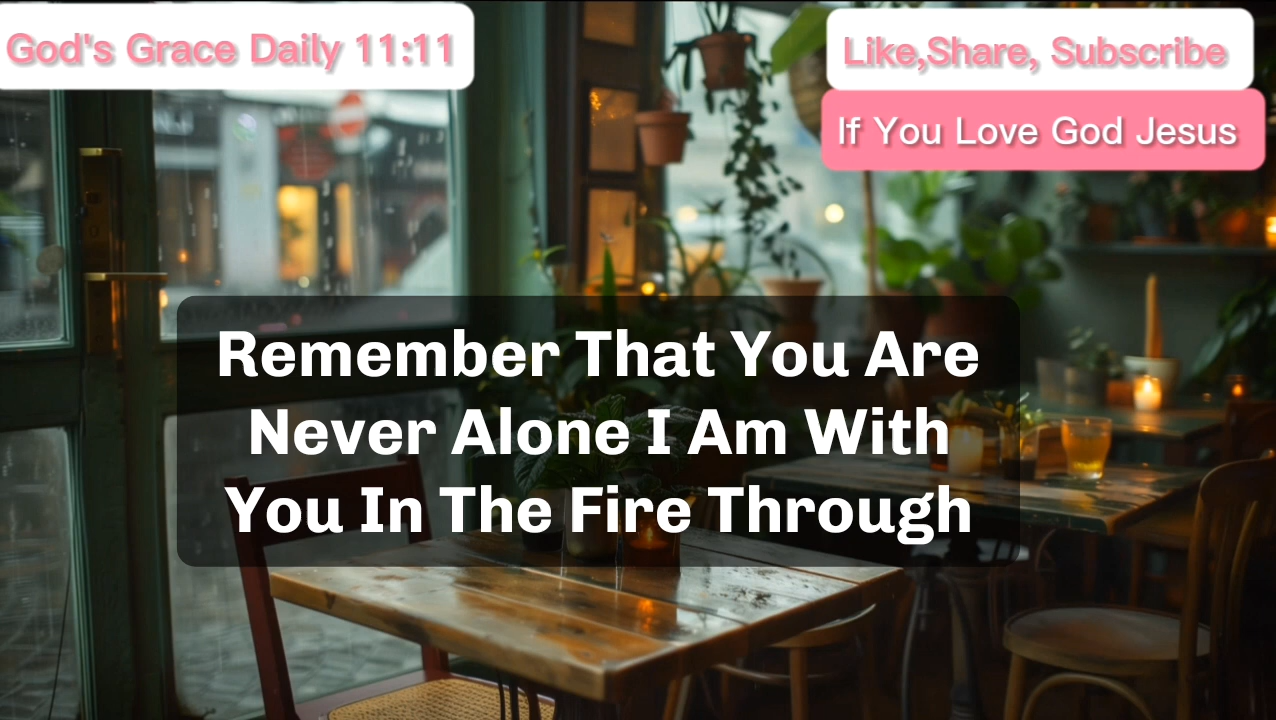 God's Grace Daily 11:11
Like,Share, Subscribe
If You Love God Jesus
Remember That You Are
Never Alone I Am With
You In The Fire Through